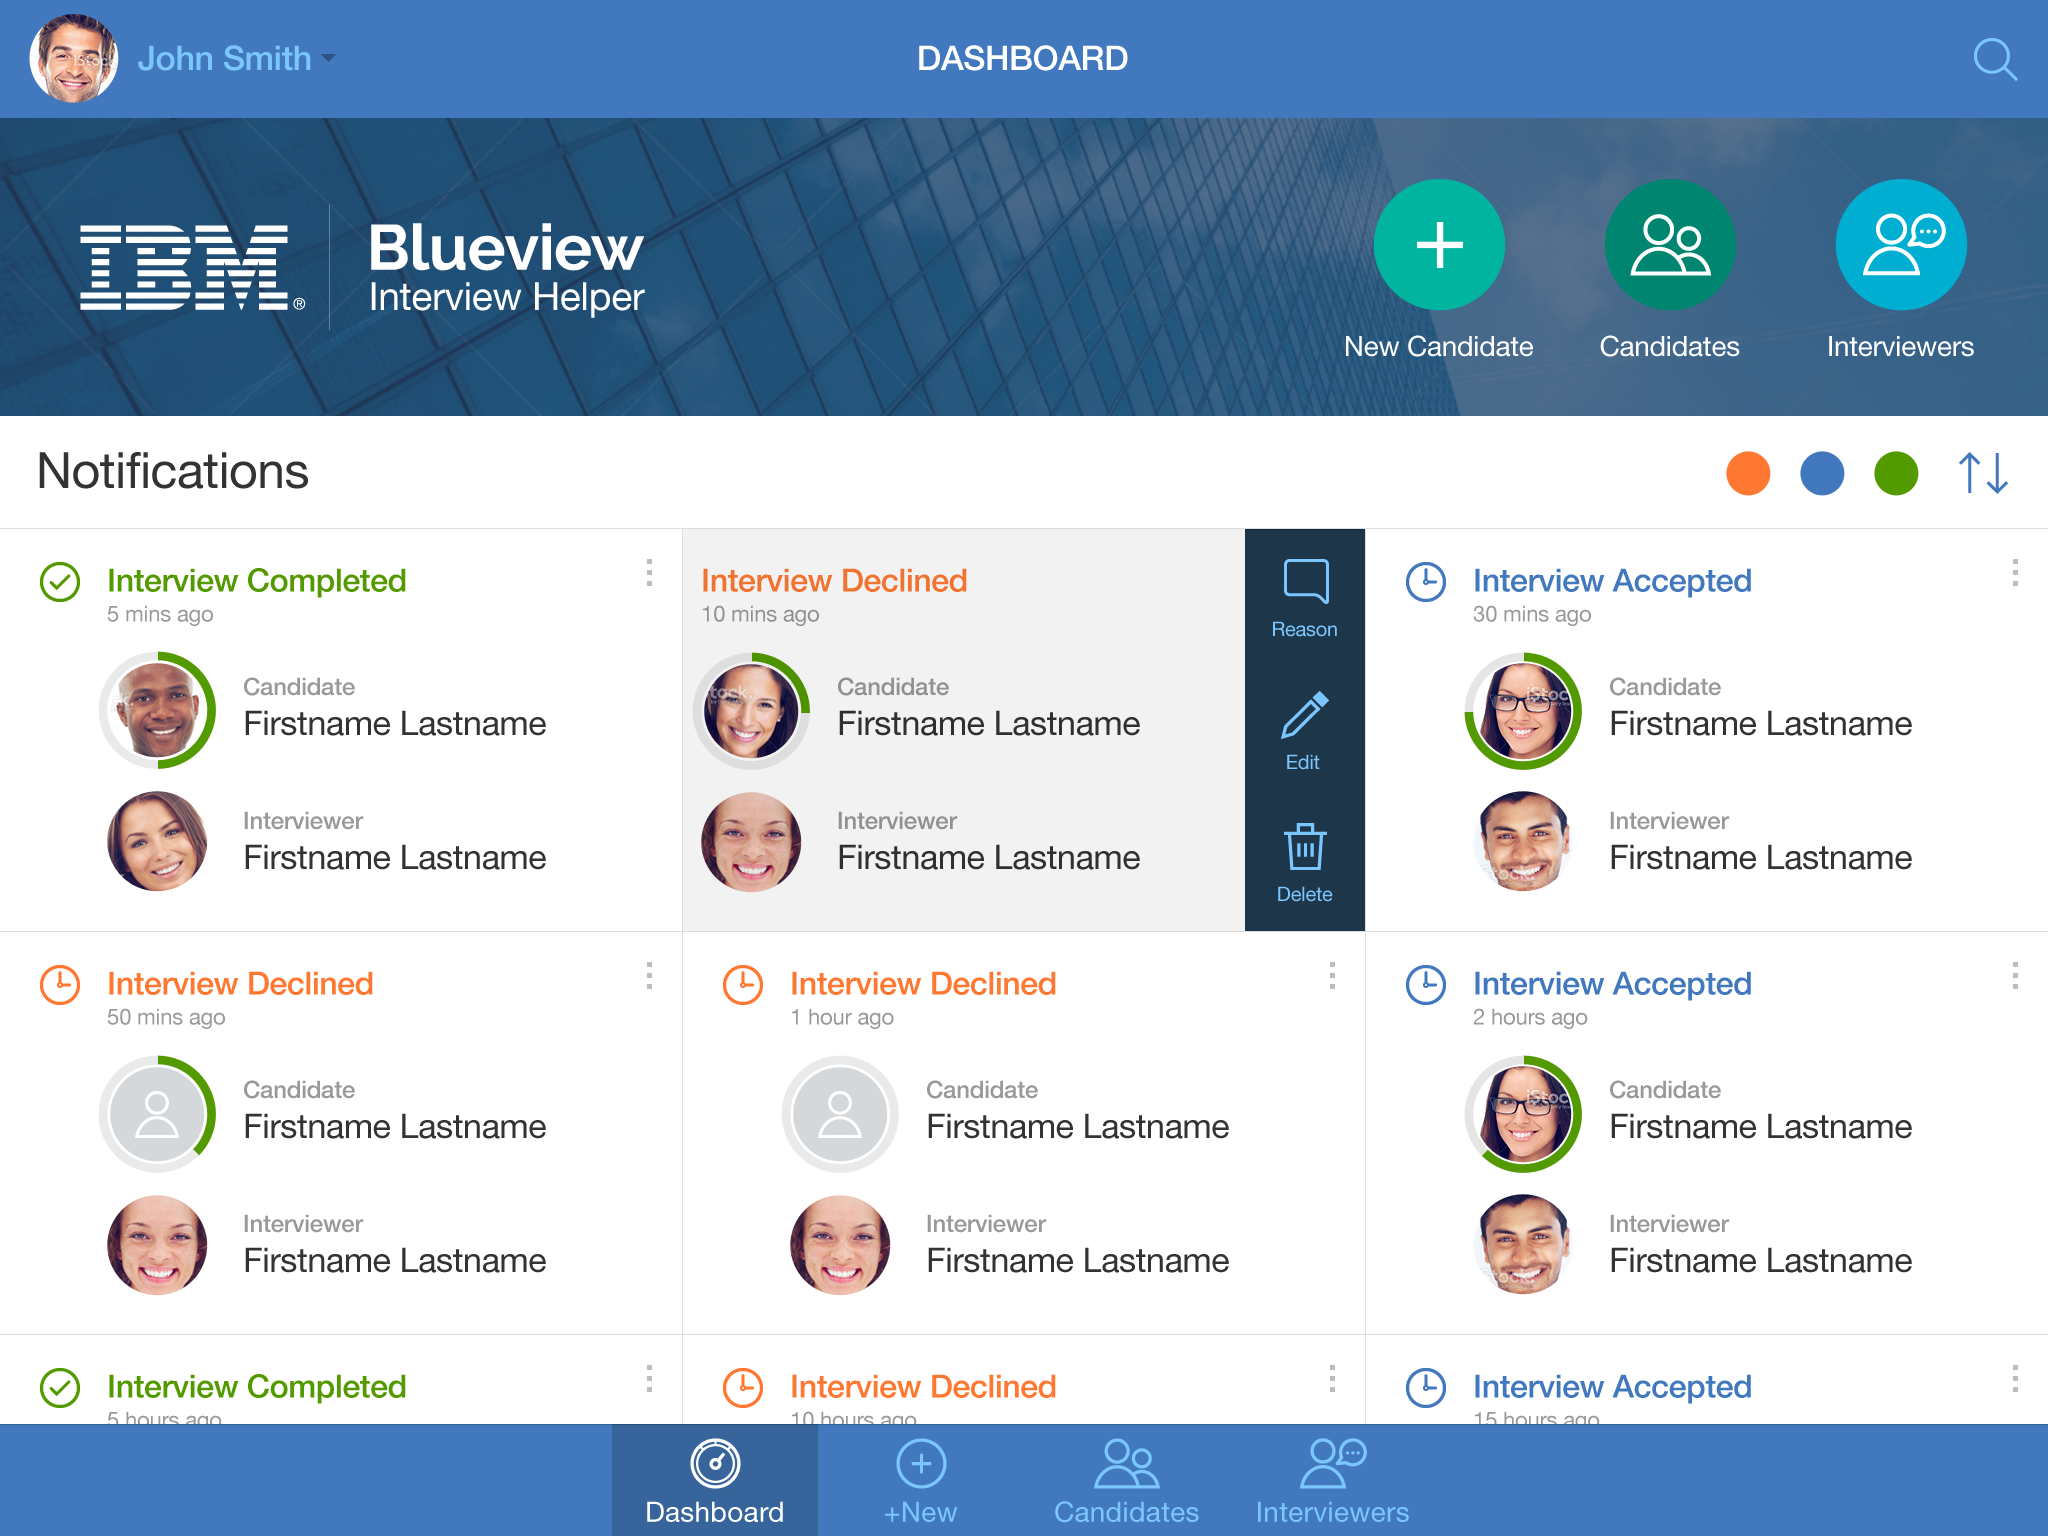 John Smith
DASHBOARD
IBM®
Blueview
Interview Helper
New Candidate
Candidates
Interviewers
Notifications
Interview Completed
5 mins ago
Candidate
Firstname Lastname
Interviewer
Firstname Lastname
Interview Declined
10 mins ago
Candidate
Firstname Lastname
Interviewer
Firstname Lastname
Reason
Edit
Delete
Interview Accepted
30 mins ago
Candidate
Firstname Lastname
Interviewer
Firstname Lastname
Interview Declined
50 mins ago
Candidate
Firstname Lastname
Interviewer
Firstname Lastname
Interview Declined
1 hour ago
Candidate
Firstname Lastname
Interviewer
Firstname Lastname
Interview Accepted
2 hours ago
Candidate
Firstname Lastname
Interviewer
Firstname Lastname
Interview Completed
5 hours ago
Interview Declined
10 hours ago
Interview Accepted
15 hours ago
Dashboard
+New
Candidates
Interviewers